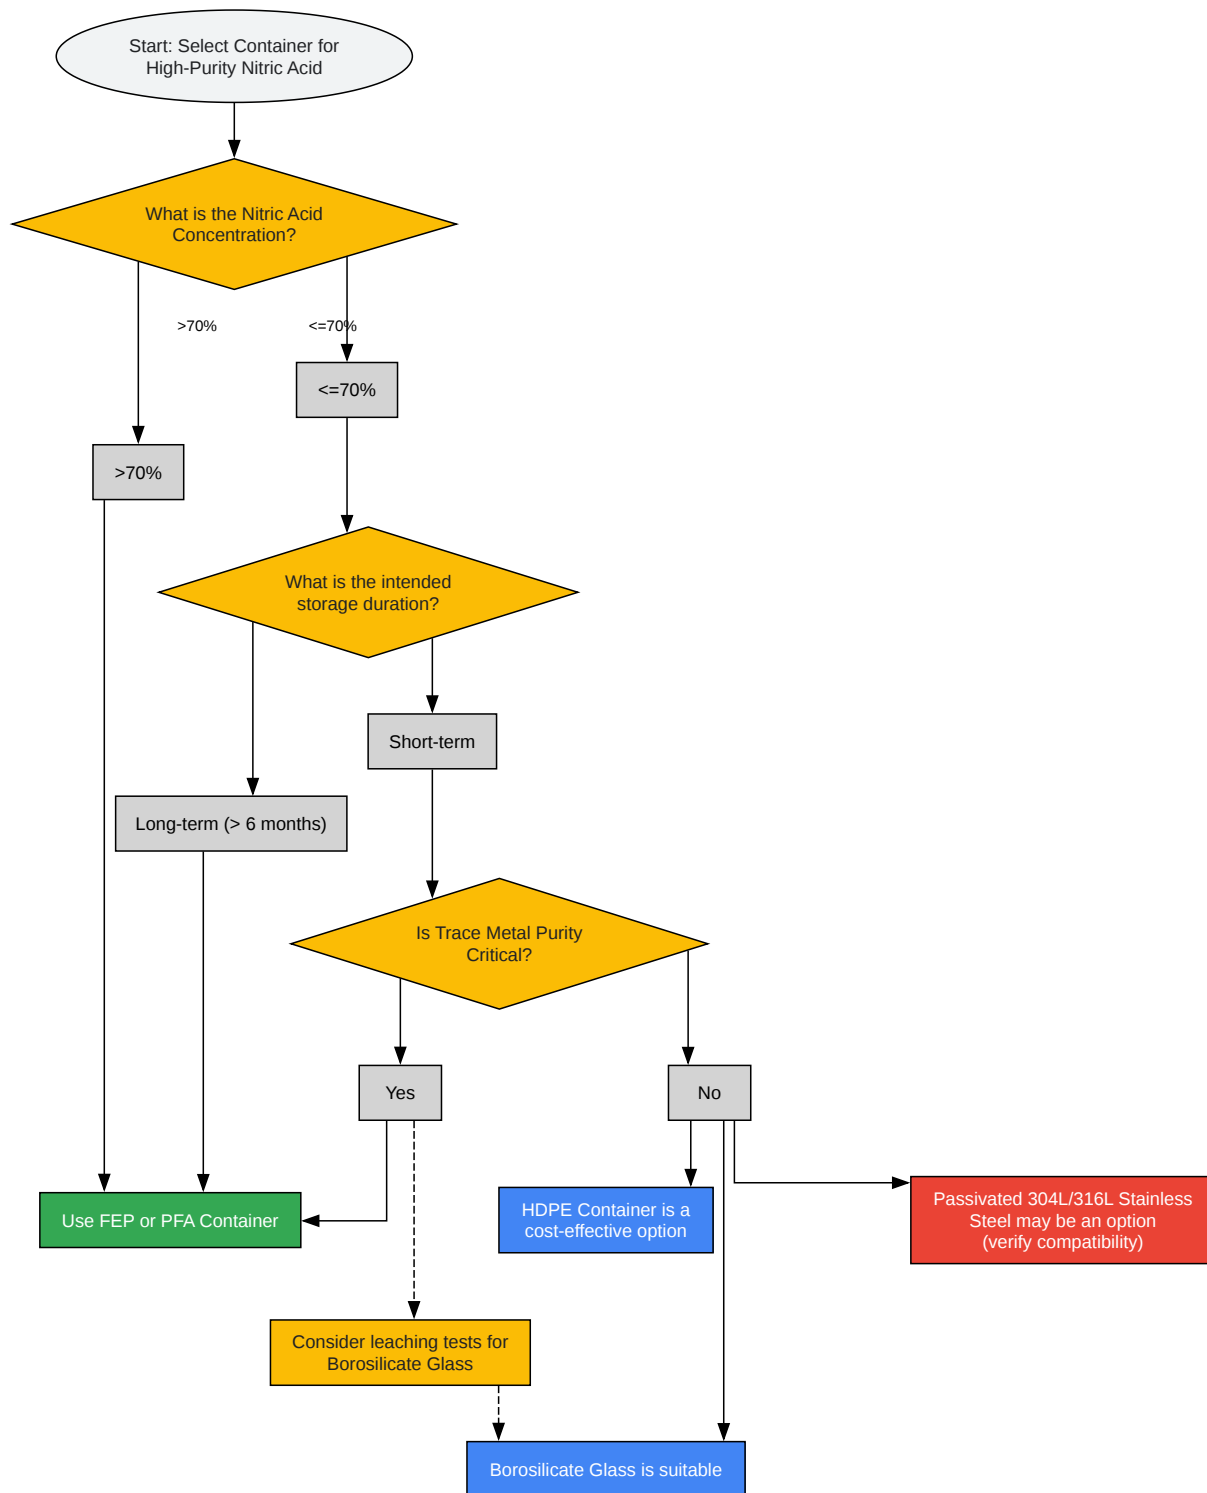 Start: Select Container for
High-Purity Nitric Acid
What is the Nitric Acid
Concentration?
>70%
<=70%
<=70%
>70%
What is the intended
storage duration?
Short-term
Long-term (> 6 months)
Is Trace Metal Purity
Critical?
Yes
No
Use FEP or PFA Container
HDPE Container is a
cost-effective option
Passivated 304L/316L Stainless
Steel may be an option
(verify compatibility)
Consider leaching tests for
Borosilicate Glass
Borosilicate Glass is suitable